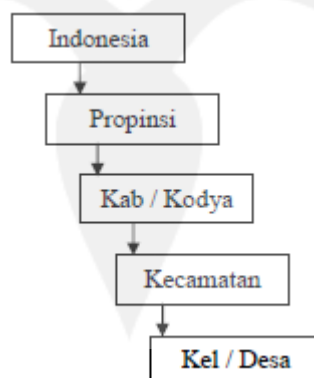 Indonesia
Propinsi
Kab / Kodya
Kecamatan
Kel / Desa